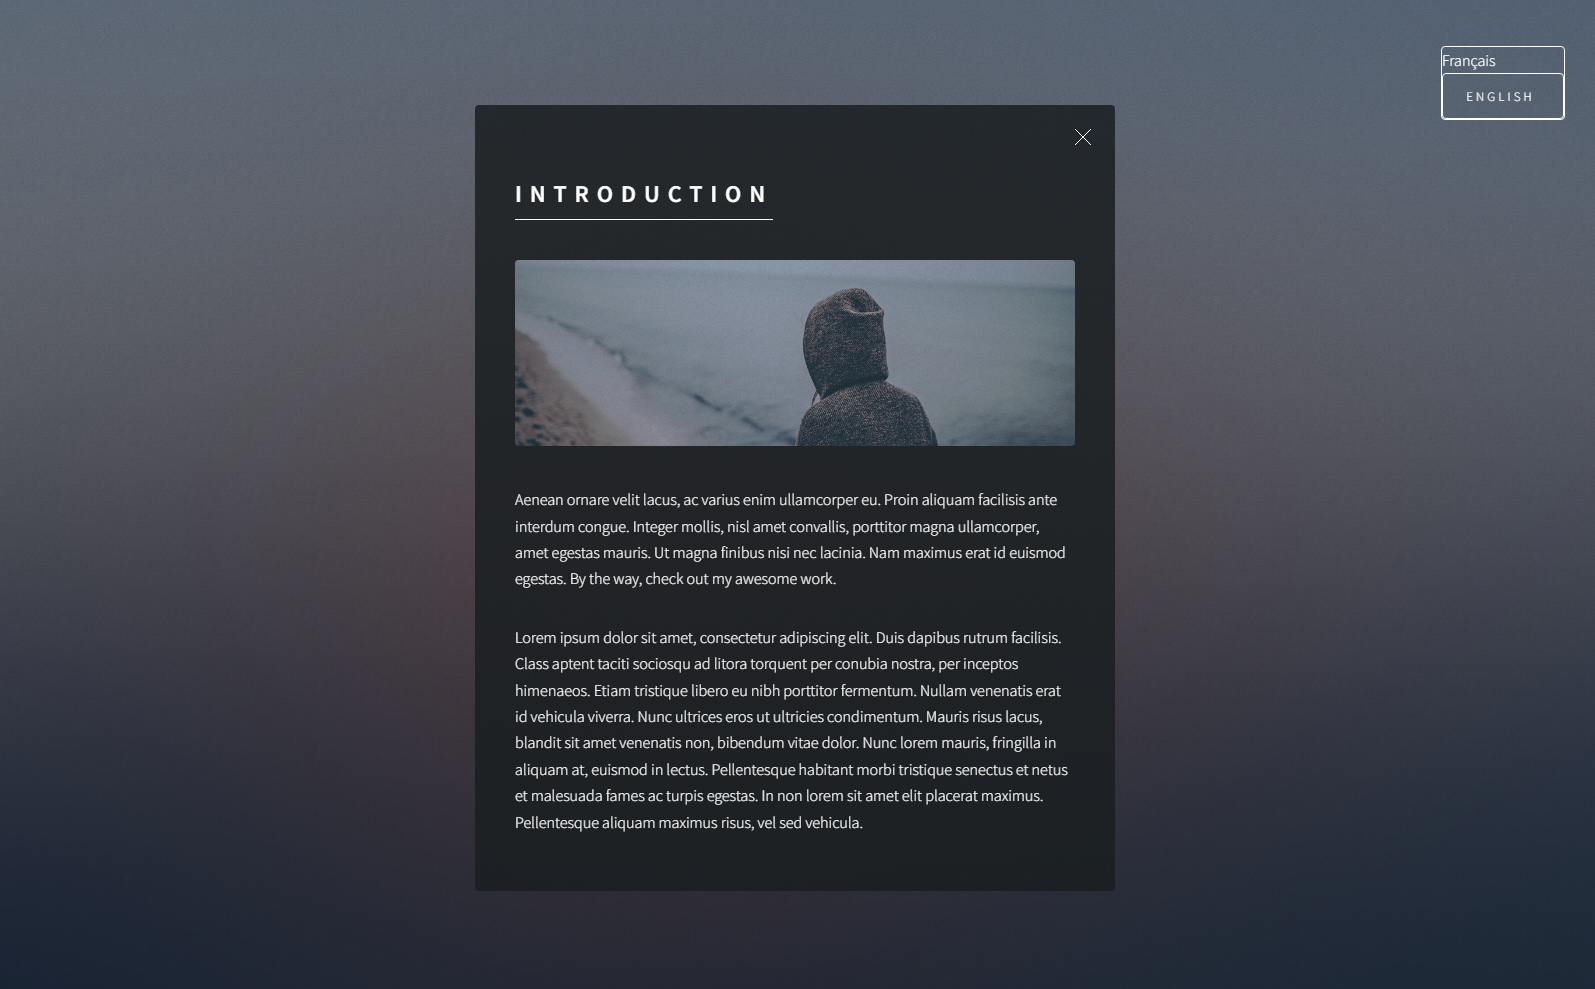 Français
ENGLISH
INTRODUCTION
Aenean ornare velit lacus, ac varius enim ullamcorper eu. Proin aliquam facilisis ante
interdum congue. Integer mollis, nisl amet convallis, porttitor magna ullamcorper,
amet egestas mauris. Ut magna finibus nisi nec lacinia. Nam maximus erat id euismod
egestas. By the way, check out my awesome work.
Lorem ipsum dolor sit amet, consectetur adipiscing elit. Duis dapibus rutrum facilisis.
Class aptent taciti sociosqu ad litora torquent per conubia nostra, per inceptos
himenaeos. Etiam tristique libero eu nibh porttitor fermentum. Nullam venenatis erat
id vehicula viverra. Nunc ultrices eros ut ultricies condimentum. Mauris risus lacus,
blandit sit amet venenatis non, bibendum vitae dolor. Nunc lorem mauris, fringilla in
aliquam at, euismod in lectus. Pellentesque habitant morbi tristique senectus et netus
et malesuada fames ac turpis egestas. In non lorem sit amet elit placerat maximus.
Pellentesque aliquam maximus risus, vel sed vehicula.